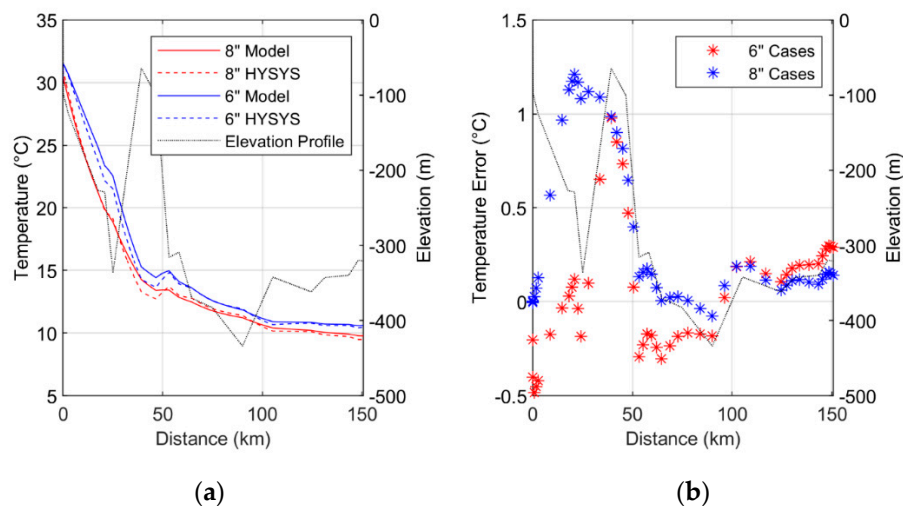 35
30
25
20
15
10
5
0
50
100
150
0
-100
-200
-300
-400
-500
Temperature (°C)
Distance (km)
Elevation (m)
8" Model
8" HYSYS
6" Model
6" HYSYS
Elevation Profile
(a)
1.5
1
0.5
0
-0.5
0
50
100
150
0
-100
-200
-300
-400
-500
Temperature Error (°C)
Distance (km)
Elevation (m)
6" Cases
8" Cases
(b)